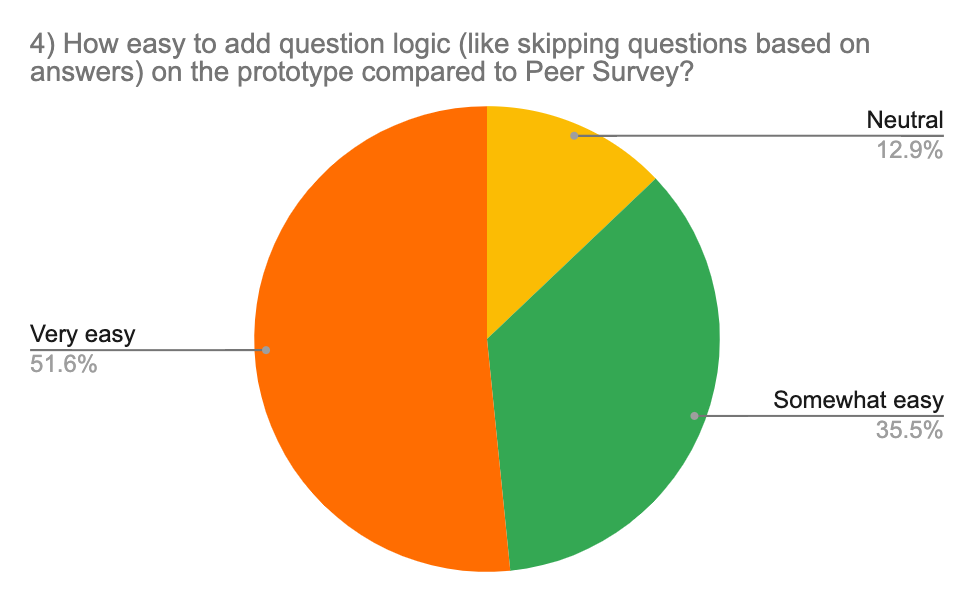 4) How easy to add question logic (like skipping questions based on
answers) on the prototype compared to Peer Survey?
Neutral
12.9%
Very easy
51.6%
Somewhat easy
35.5%